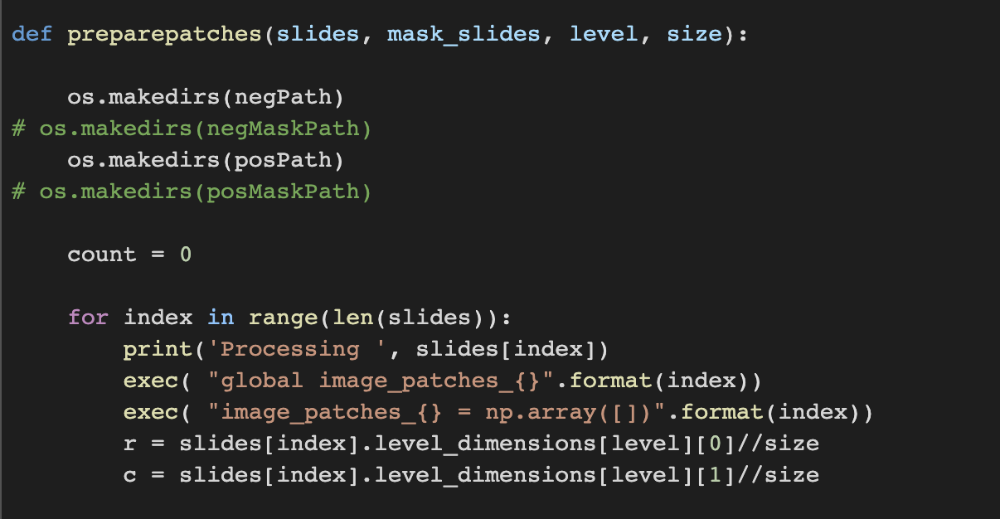 def preparepatches(slides, mask_slides, level, size):
    os.makedirs(negPath)
# os.makedirs(negMaskPath)
    os.makedirs(posPath)
# os.makedirs(posMaskPath)
    count = 0
    for index in range(len(slides)):
        print('Processing ', slides[index])
        exec( "global image_patches_{}".format(index))
        exec( "image_patches_{} = np.array([])".format(index))
        r = slides[index].level_dimensions[level][0]//size
        c = slides[index].level_dimensions[level][1]//size